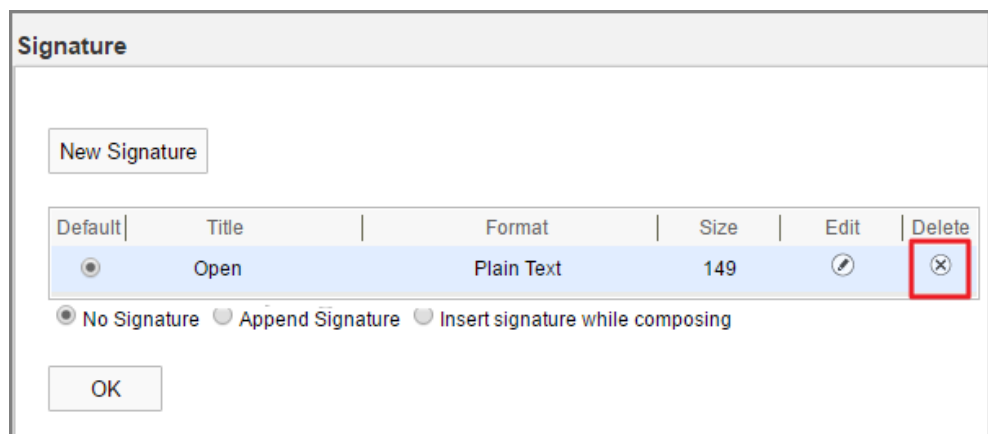 Signature
New Signature
Default Title Format Size Edit Delete
Open Plain Text 149
No Signature Append Signature Insert signature while composing
OK